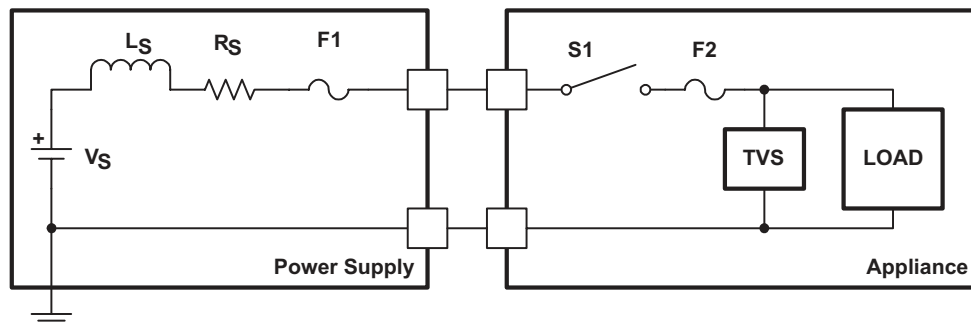 LS
RS
F1
S1
F2
+
VS
TVS
LOAD
Power Supply
Appliance